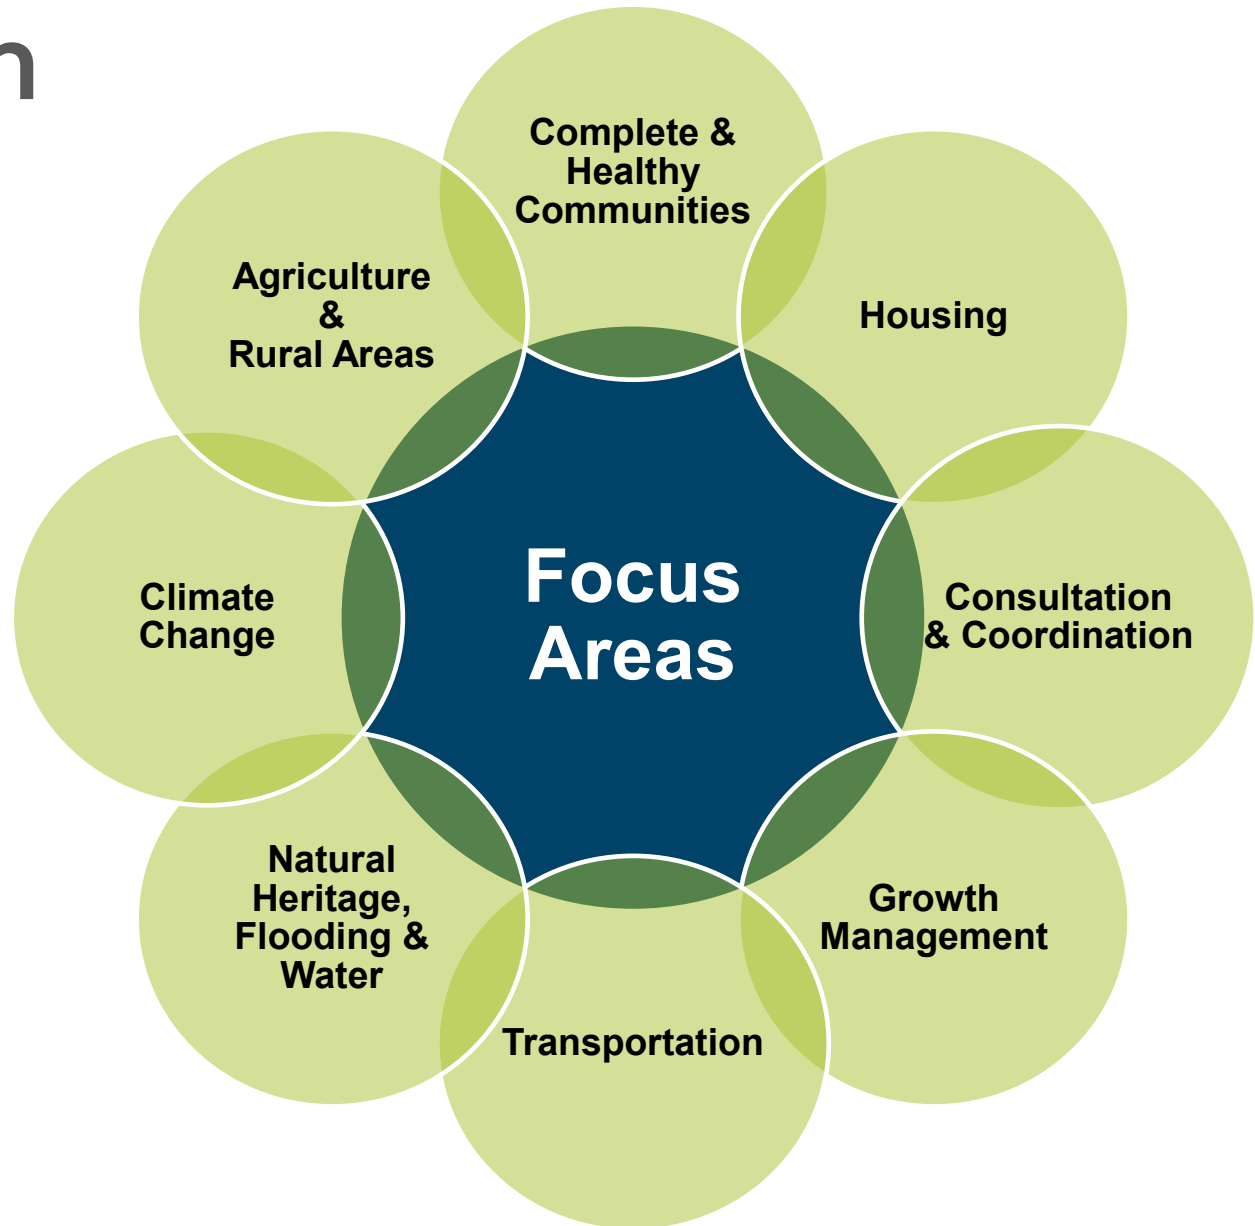 n
Complete &
Healthy
Communities
Agriculture
&
Rural Areas
Housing
Focus
Areas
Climate
Change
Consultation
& Coordination
Natural
Heritage,
Flooding &
Water
Growth
Management
Transportation